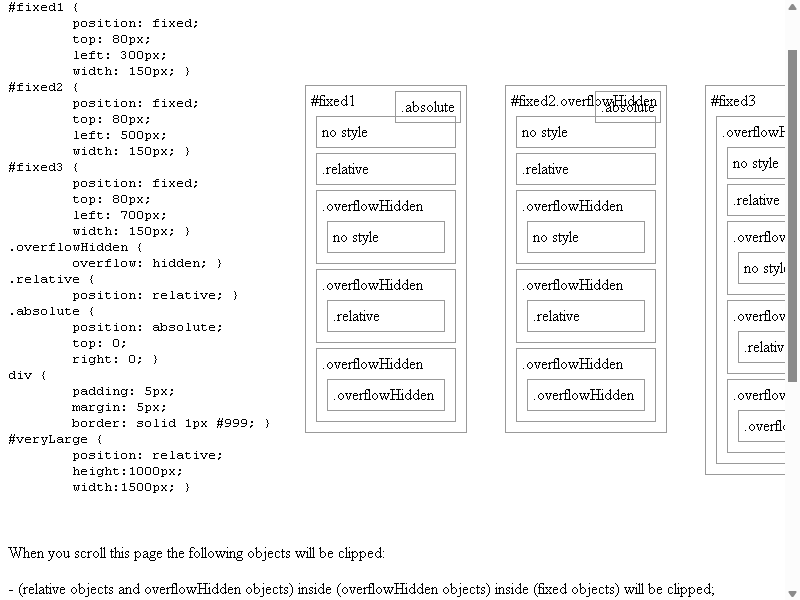 #fixed1 {
position: fixed;
top: 80px;
left: 300px;
width: 150px; }
#fixed2 {
position: fixed;
top: 80px;
left: 500px;
width: 150px; }
#fixed3 {
position: fixed;
top: 80px;
left: 700px;
width: 150px; }
.overflowHidden {
overflow: hidden; }
.relative {
position: relative; }
.absolute {
position: absolute;
top: 0;
right: 0; }
div {
padding: 5px;
margin: 5px;
border: solid 1px #999; }
#veryLarge {
position: relative;
height:1000px;
width:1500px; }
#fixed1
.absolute
no style
.relative
.overflowHidden
no style
.overflowHidden
.relative
.overflowHidden
.overflowHidden
#fixed2.overflowHidden
.absolute
no style
.relative
.overflowHidden
no style
.overflowHidden
.relative
.overflowHidden
.overflowHidden
#fixed3
.overflowH
no style
.relative
.overflow
no style
.overflow
.relativ
.overflow
.overfl
When you scroll this page the following objects will be clipped:
- (relative objects and overflowHidden objects) inside (overflowHidden objects) inside (fixed objects) will be clipped;